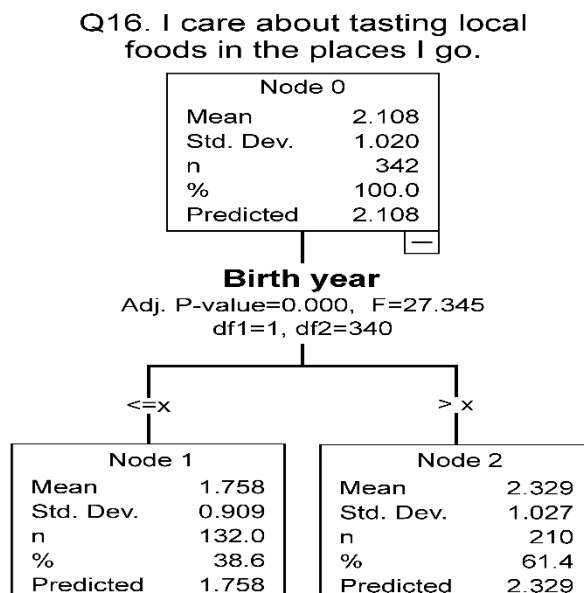 Q16. I care about tasting local
foods in the places I go.
Node 0
Mean 2.108
Std. Dev. 1.020
n 342
% 100.0
Predicted 2.108
Birth year
Adj. P-value=0.000, F=27.345
df1=1, df2=340
<=x
> x
Node 1
Mean 1.758
Std. Dev. 0.909
n 132.0
% 38.6
Predicted 1.758
Node 2
Mean 2.329
Std. Dev. 1.027
n 210
% 61.4
Predicted 2.329